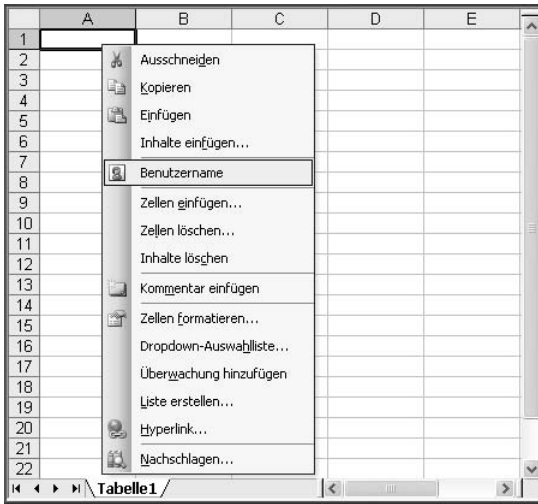 A B C D E
1
2 Ausschneiden
3 Kopieren
4
5 Einfügen
6 Inhalte einfügen...
7
8 Benutzername
9 Zellen einfügen...
10 Zellen löschen...
11
12 Inhalte löschen
13 Kommentar einfügen
14
15 Zellen formatieren...
16 Dropdown-Auswahlliste...
17 Überwachung hinzufügen
18
19 Liste erstellen...
20 Hyperlink...
21
22 Nachschlagen...
Tabelle1